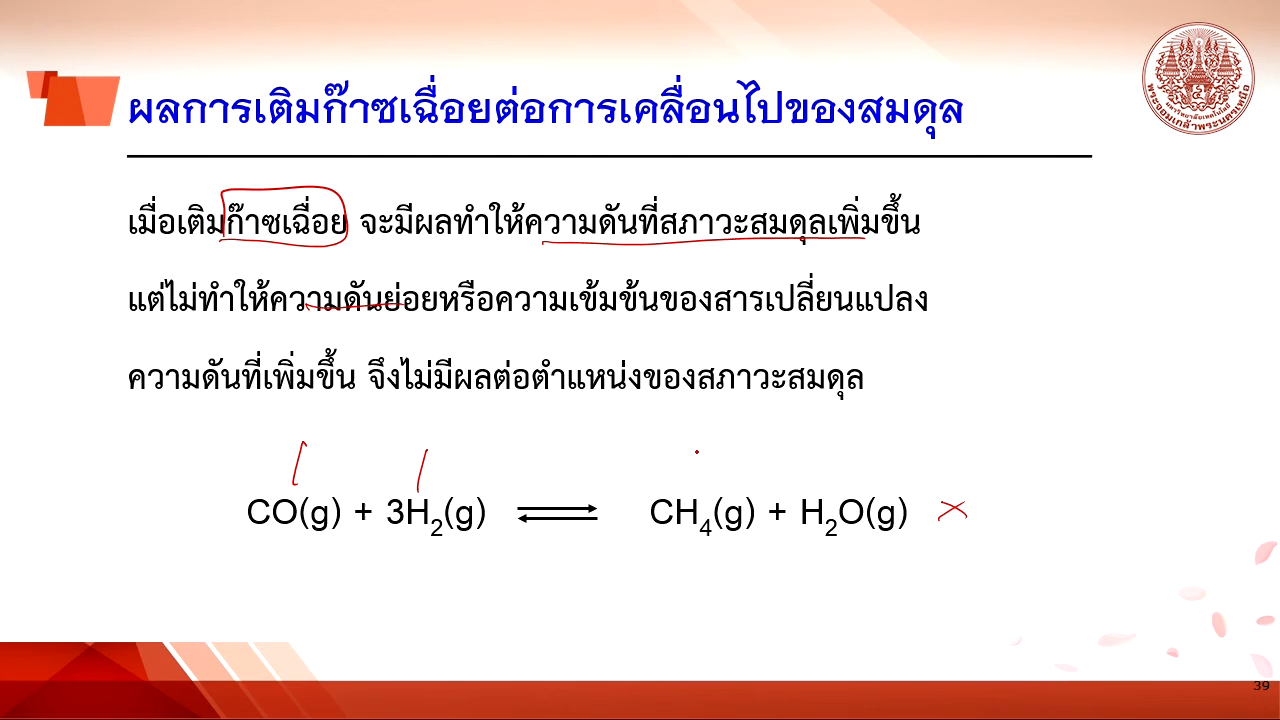 ผลการเติมก๊าซเฉื่อยต่อการเคลื่อนไปของสมดุล
เมื่อเติมก๊าซเฉื่อย จะมีผลทำให้ความดันที่สภาวะสมดุลเพิ่มขึ้น
แต่ไม่ทำให้ความดันย่อยหรือความเข้มข้นของสารเปลี่ยนแปลง
ความดันที่เพิ่มขึ้น จึงไม่มีผลต่อตำแหน่งของสภาวะสมดุล
CO(g) + 3H₂(g) ⇌ CH₄(g) + H₂O(g)
39